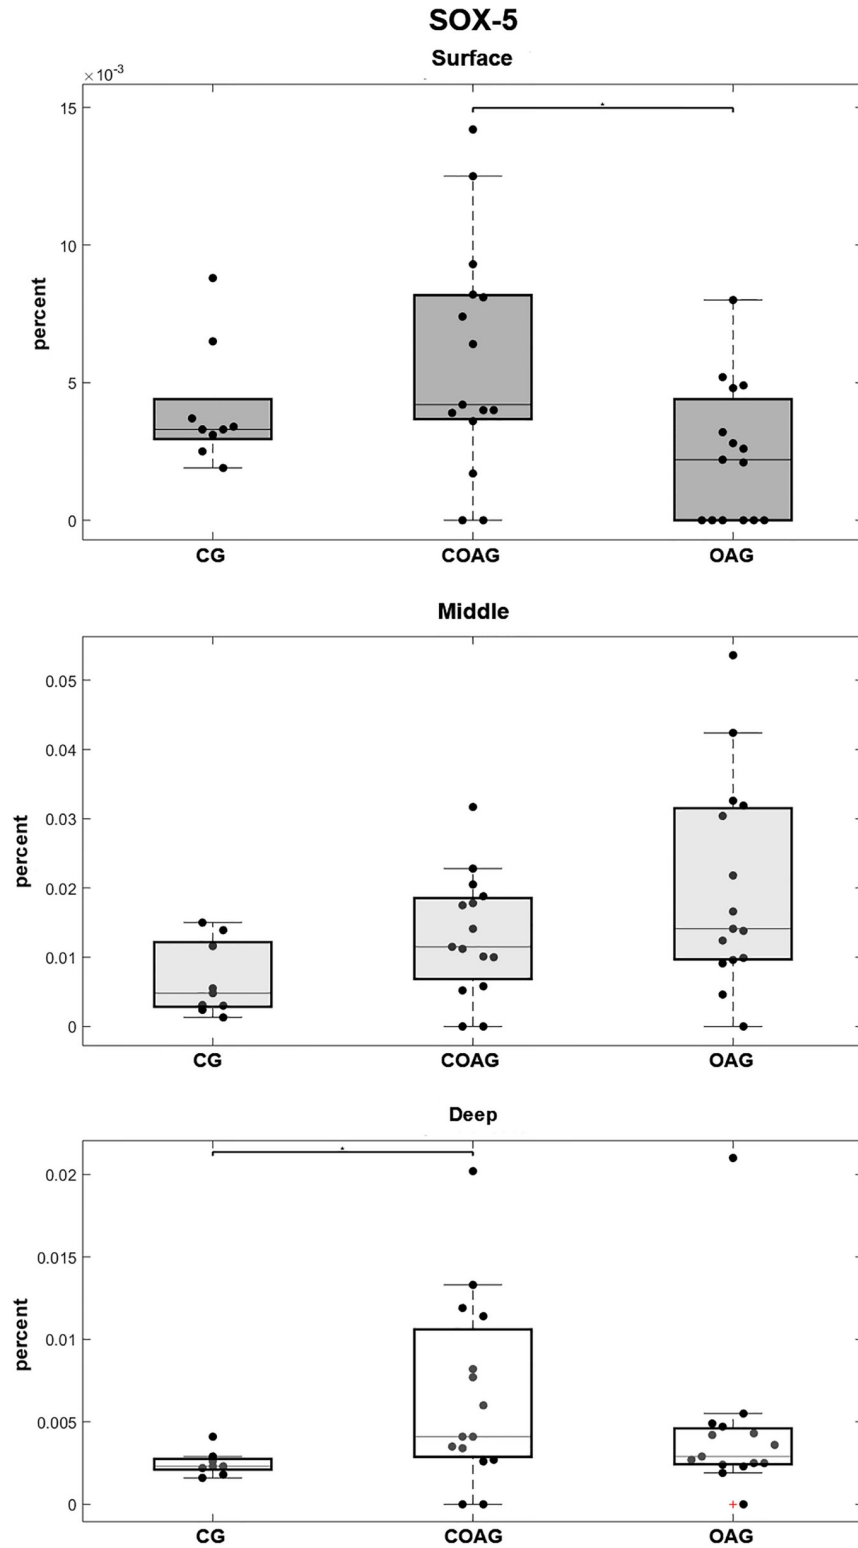 SOX-5
Surface
×10-3
15
*
10
percent
5
0
CG COAG OAG
Middle
0.05
0.04
0.03
percent
0.02
0.01
0
CG COAG OAG
Deep
*
0.02
0.015
percent
0.01
0.005
0
CG COAG OAG